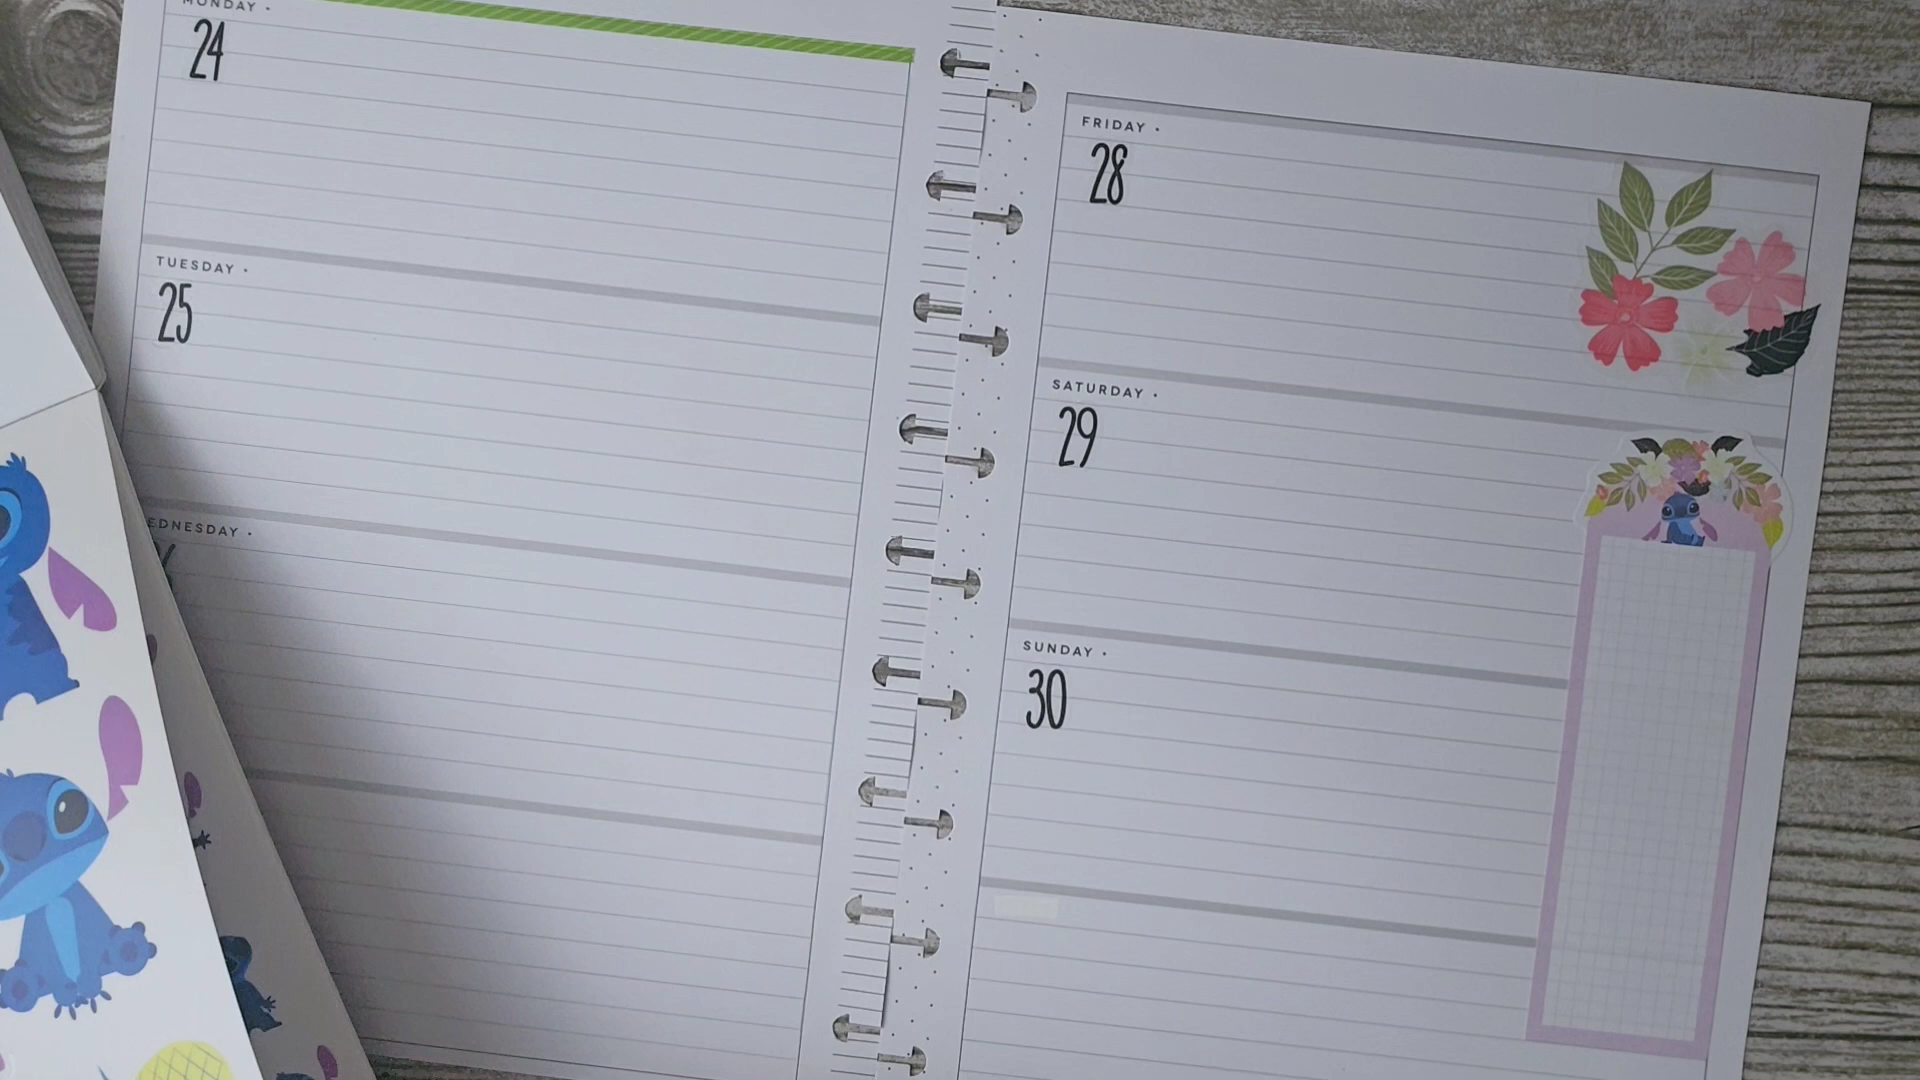 MONDAY •
24
TUESDAY •
25
EDNESDAY •
FRIDAY •
28
SATURDAY •
29
SUNDAY •
30